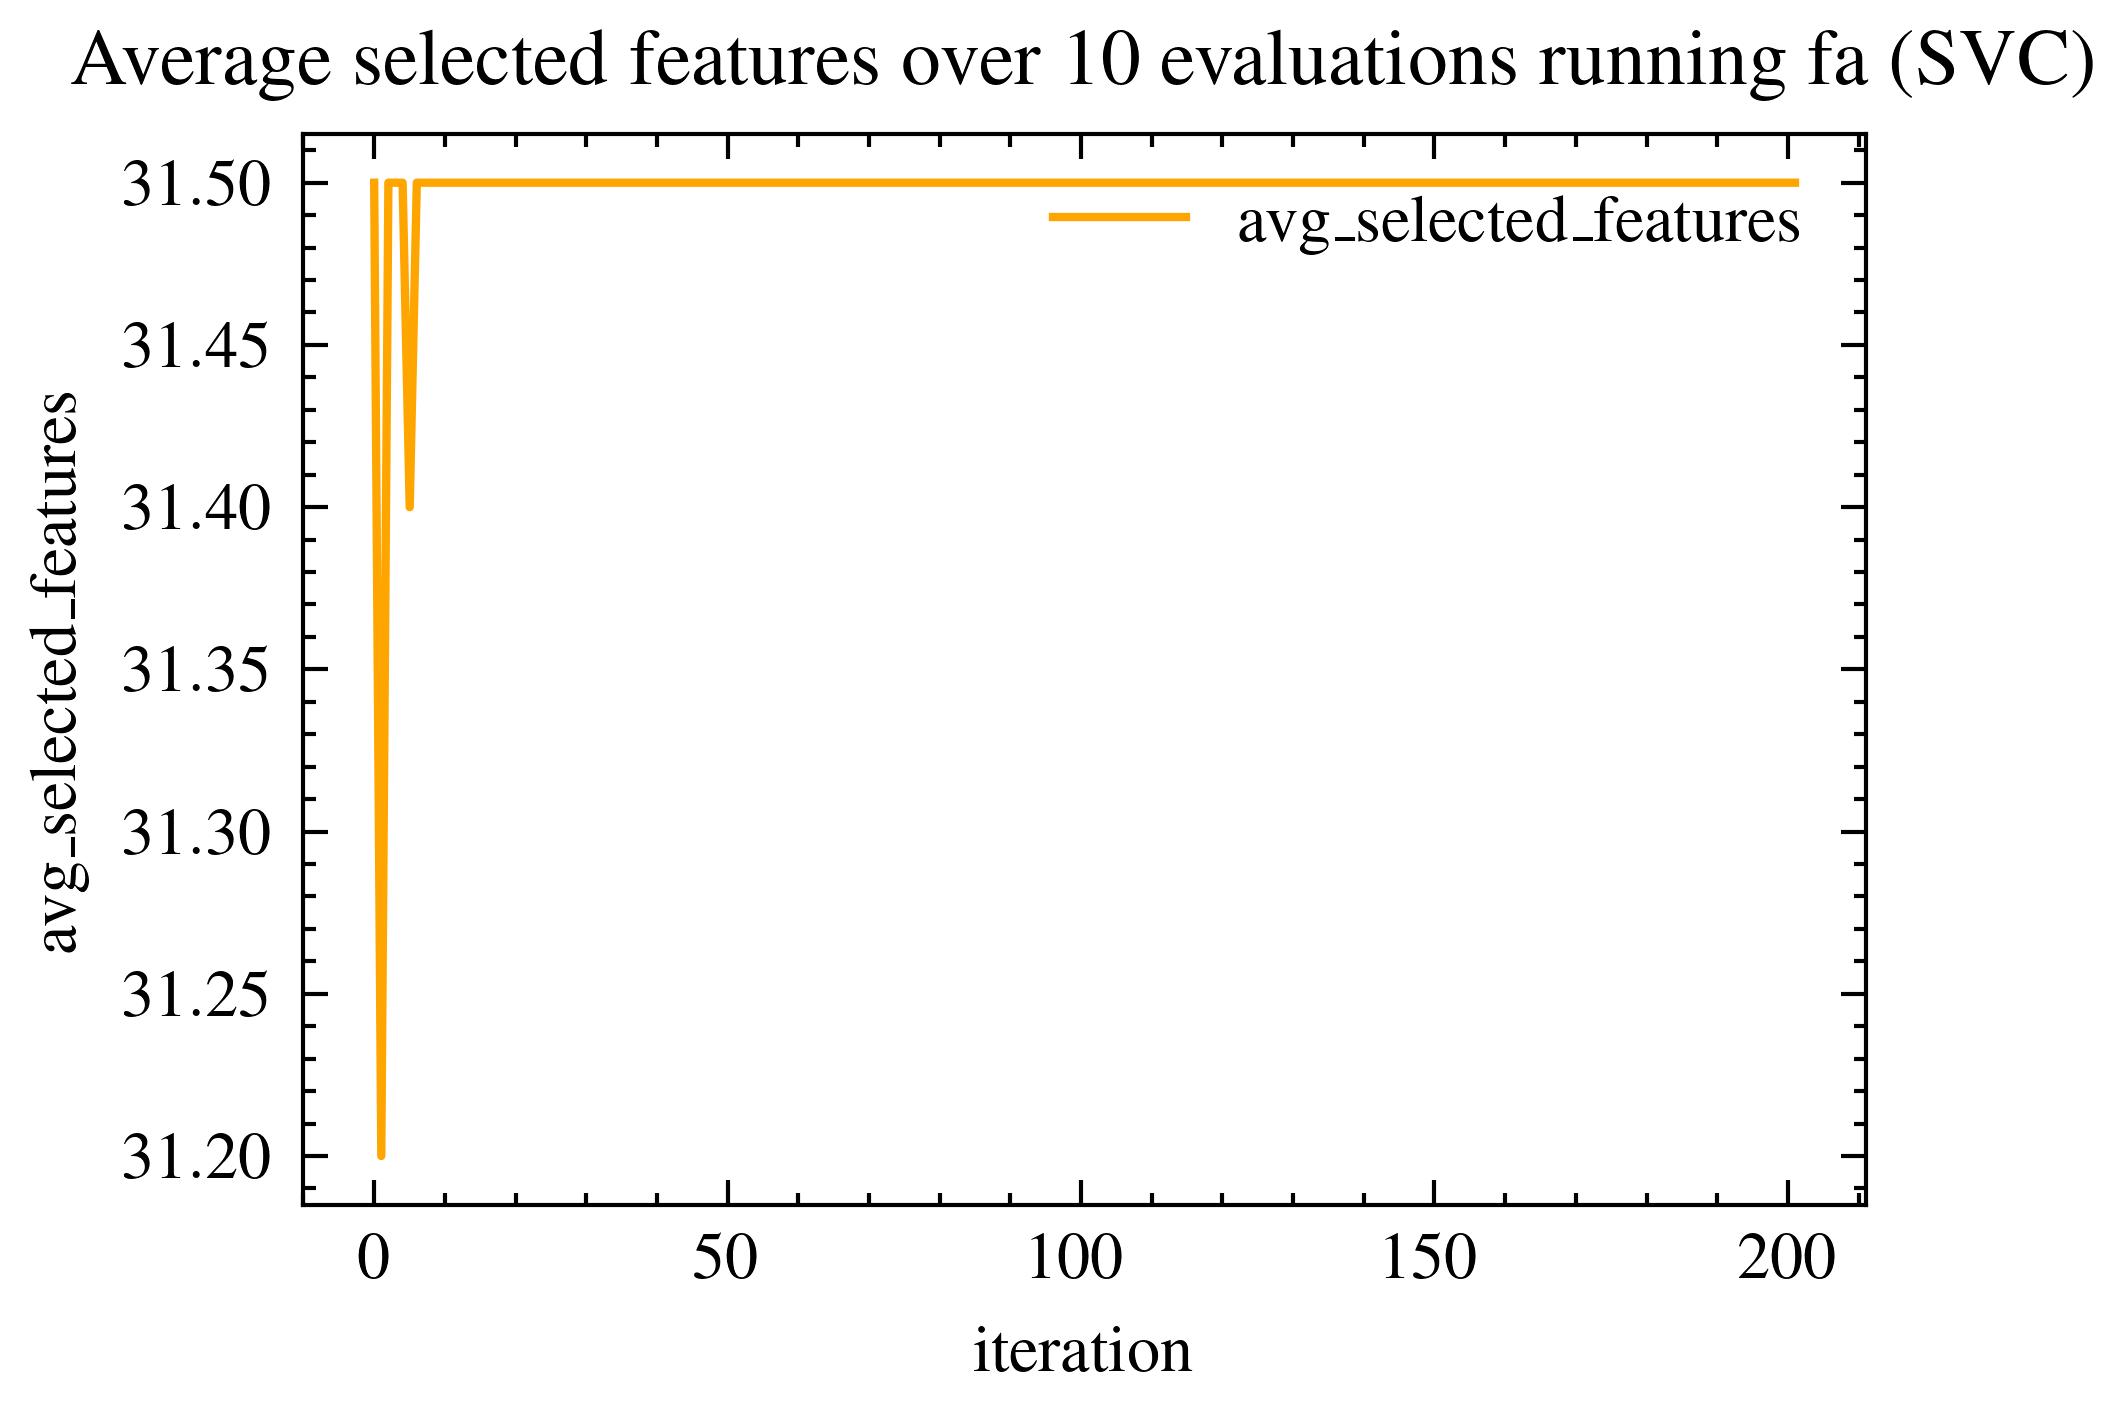 Average selected features over 10 evaluations running fa (SVC)
31.50
31.45
31.40
31.35
31.30
31.25
31.20
avg_selected_features
avg_selected_features
0 50 100 150 200
iteration